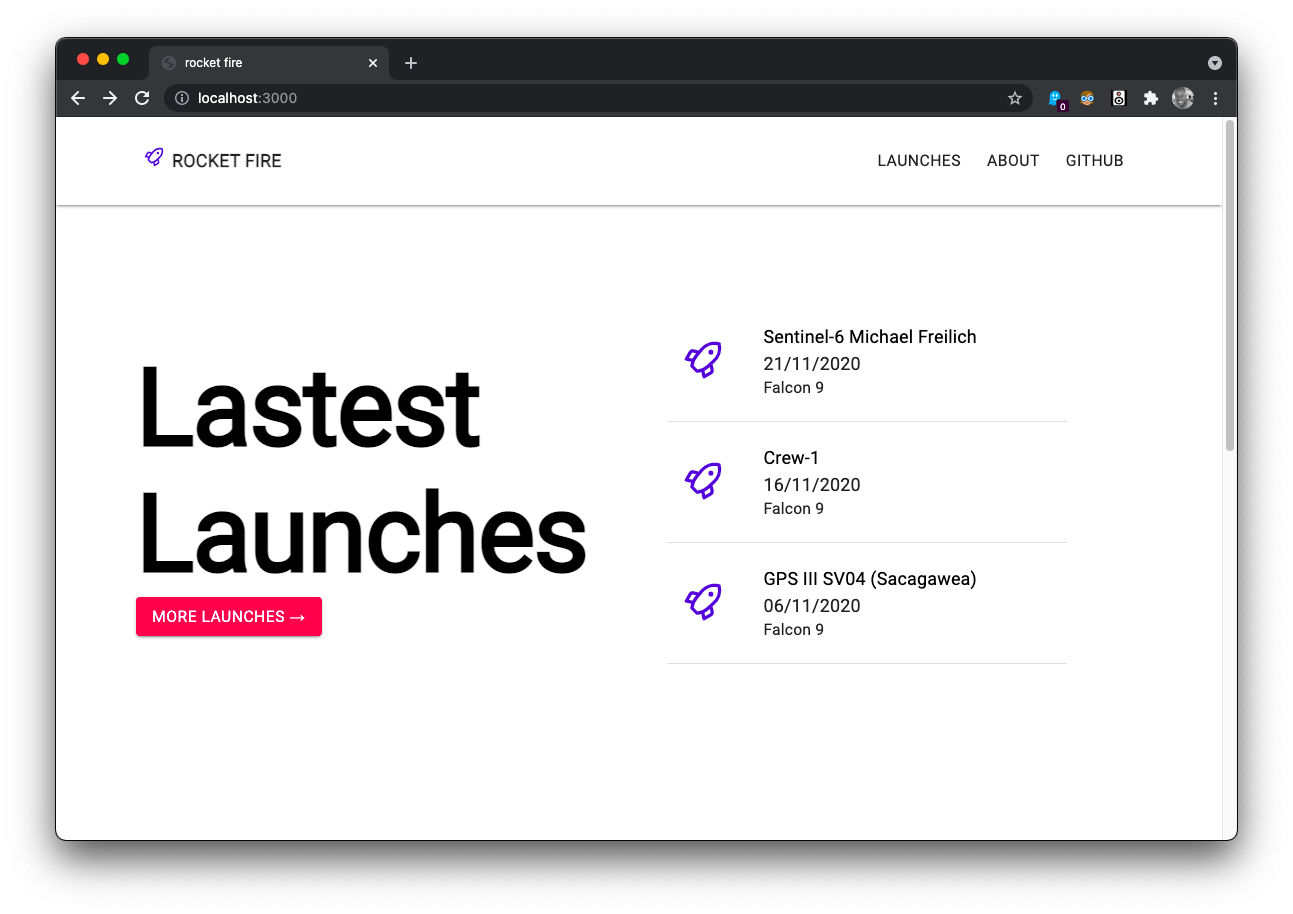 rocket fire
localhost:3000
0
ROCKET FIRE
LAUNCHES ABOUT GITHUB
Lastest
Launches
MORE LAUNCHES →
Sentinel-6 Michael Freilich
21/11/2020
Falcon 9
Crew-1
16/11/2020
Falcon 9
GPS III SV04 (Sacagawea)
06/11/2020
Falcon 9